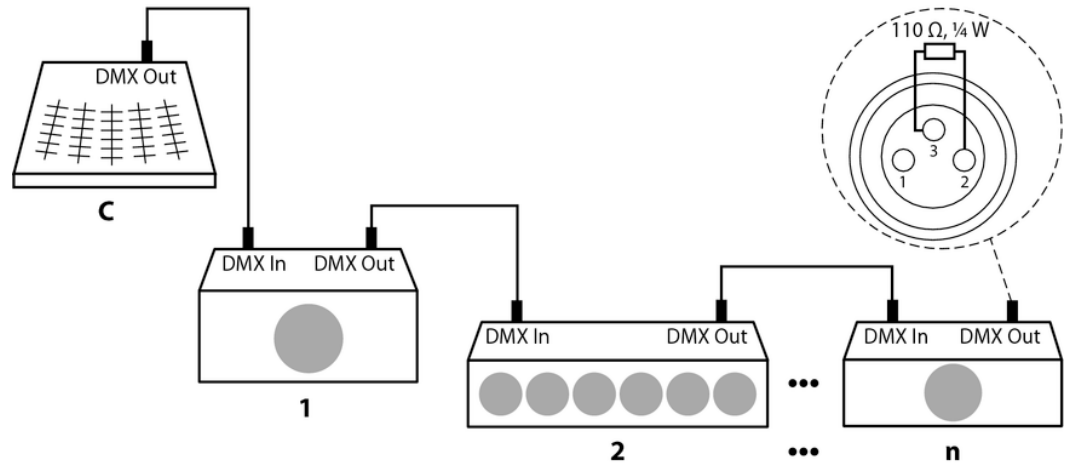 110 Ω, ¼ W
DMX Out
3
1 2
C
DMX In DMX Out
DMX In DMX Out
DMX In DMX Out
1
•••
2 ••• n